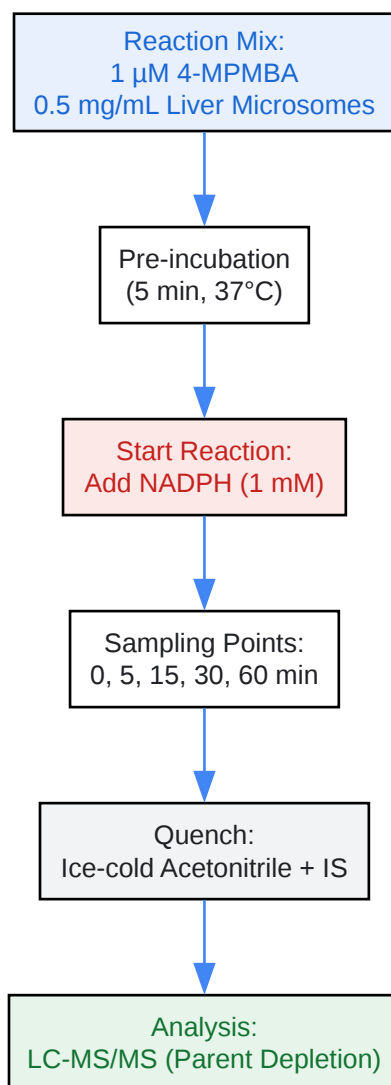 Reaction Mix:
1 µM 4-MPMBA
0.5 mg/mL Liver Microsomes
Pre-incubation
(5 min, 37°C)
Start Reaction:
Add NADPH (1 mM)
Sampling Points:
0, 5, 15, 30, 60 min
Quench:
Ice-cold Acetonitrile + IS
Analysis:
LC-MS/MS (Parent Depletion)